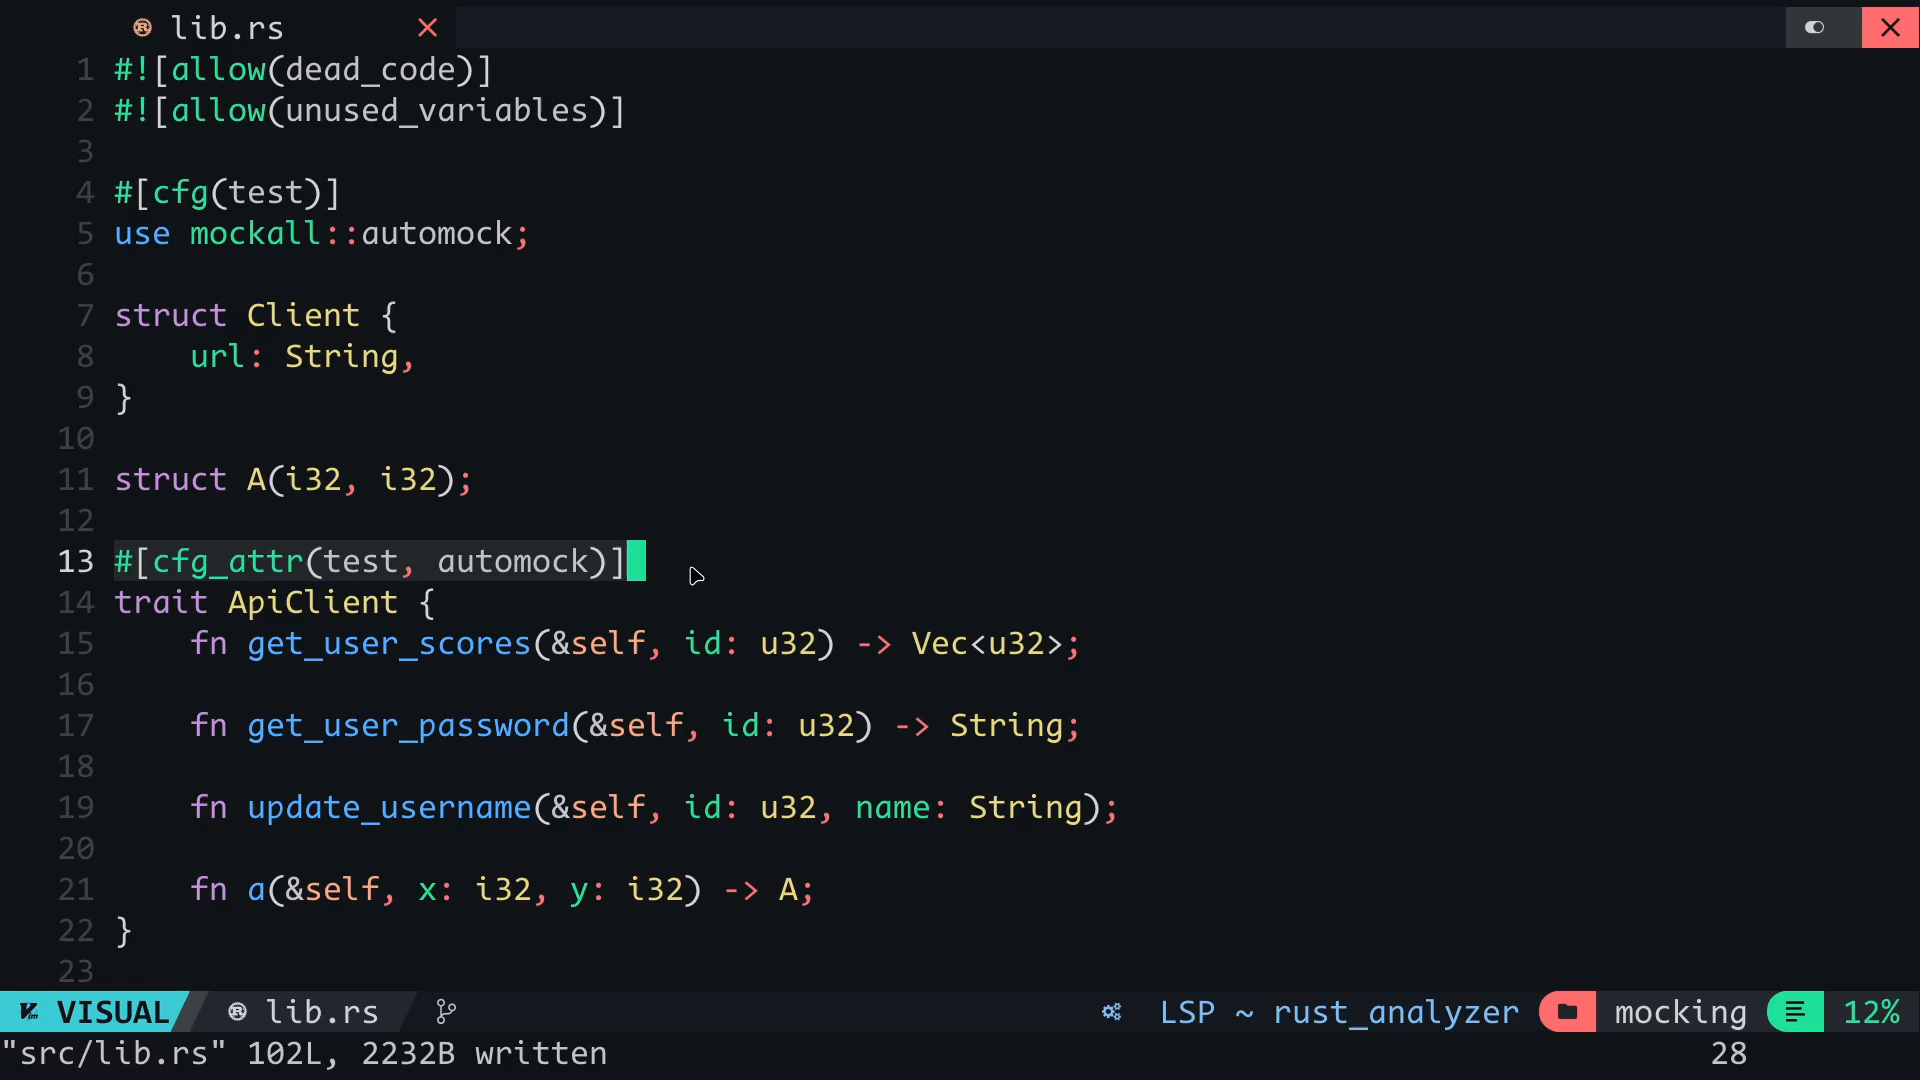 lib.rs
1 #![allow(dead_code)]
2 #![allow(unused_variables)]
3
4 #[cfg(test)]
5 use mockall::automock;
6
7 struct Client {
8     url: String,
9 }
10
11 struct A(i32, i32);
12
13 #[cfg_attr(test, automock)]
14 trait ApiClient {
15     fn get_user_scores(&self, id: u32) -> Vec<u32>;
16
17     fn get_user_password(&self, id: u32) -> String;
18
19     fn update_username(&self, id: u32, name: String);
20
21     fn a(&self, x: i32, y: i32) -> A;
22 }
23
VISUAL lib.rs LSP ~ rust_analyzer mocking 12%
"src/lib.rs" 102L, 2232B written 28